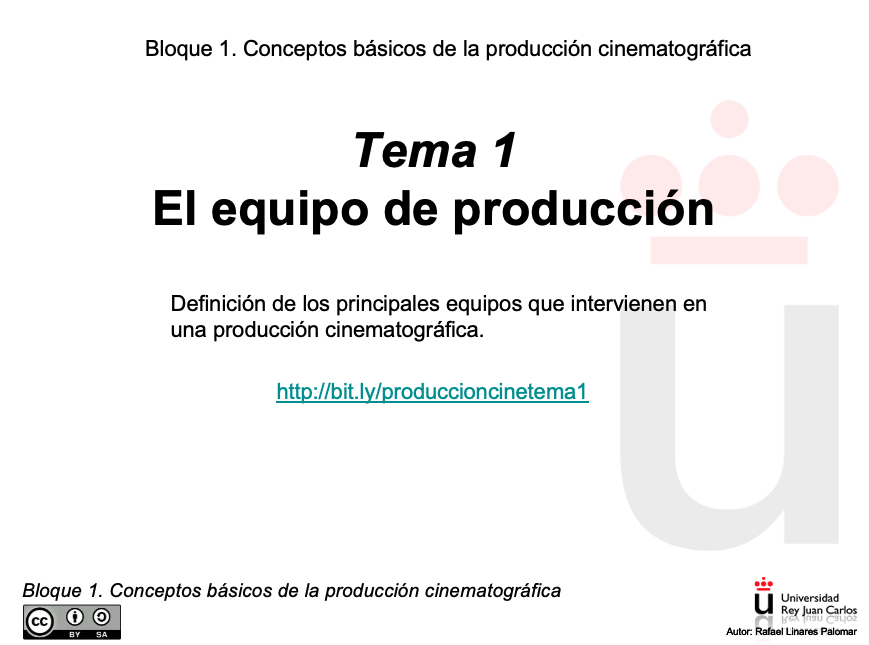 Bloque 1. Conceptos básicos de la producción cinematográfica
Tema 1
El equipo de producción
Definición de los principales equipos que intervienen en
una producción cinematográfica.
http://bit.ly/produccioncinetema1
Bloque 1. Conceptos básicos de la producción cinematográfica
cc
BY SA
u
Universidad
Rey Juan Carlos
Autor: Rafael Linares Palomar